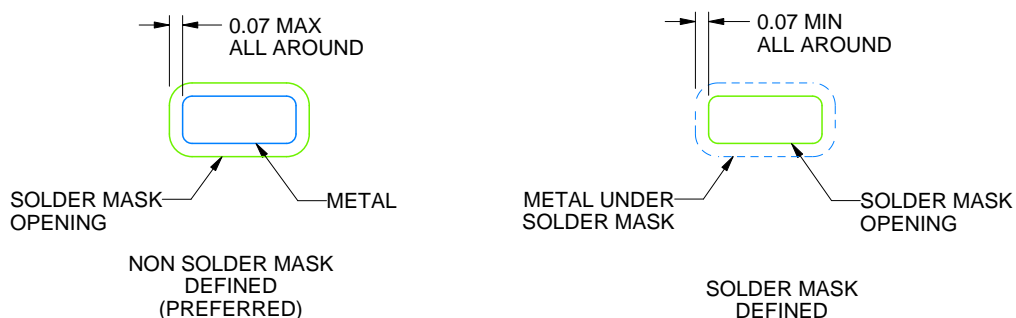 0.07 MAX
ALL AROUND
SOLDER MASK
OPENING
METAL
NON SOLDER MASK
DEFINED
(PREFERRED)
0.07 MIN
ALL AROUND
METAL UNDER
SOLDER MASK
SOLDER MASK
OPENING
SOLDER MASK
DEFINED